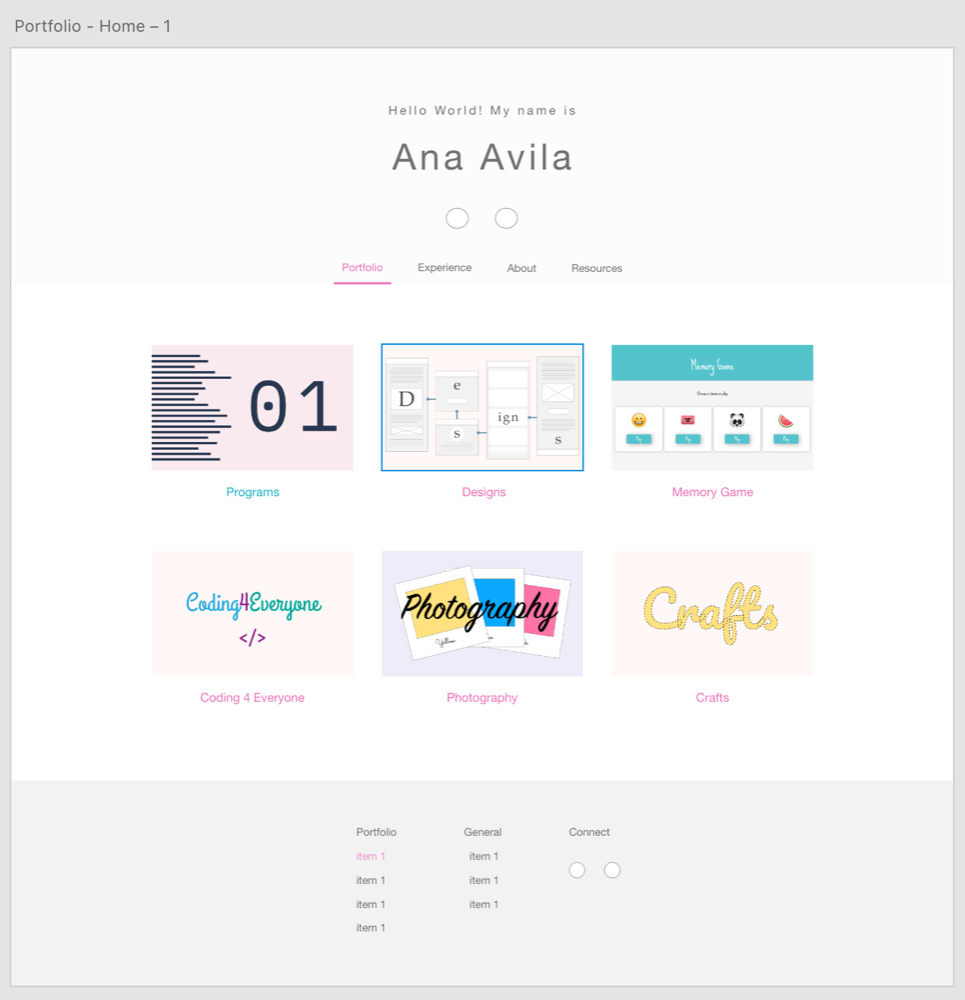 Portfolio - Home – 1
Hello World! My name is
Ana Avila
Portfolio Experience About Resources
01
D e s ign s
Memory Game
Programs
Designs
Memory Game
Coding4Everyone
</>
Photography
Yellow
Crafts
Coding 4 Everyone
Photography
Crafts
Portfolio General Connect
item 1 item 1
item 1 item 1
item 1 item 1
item 1